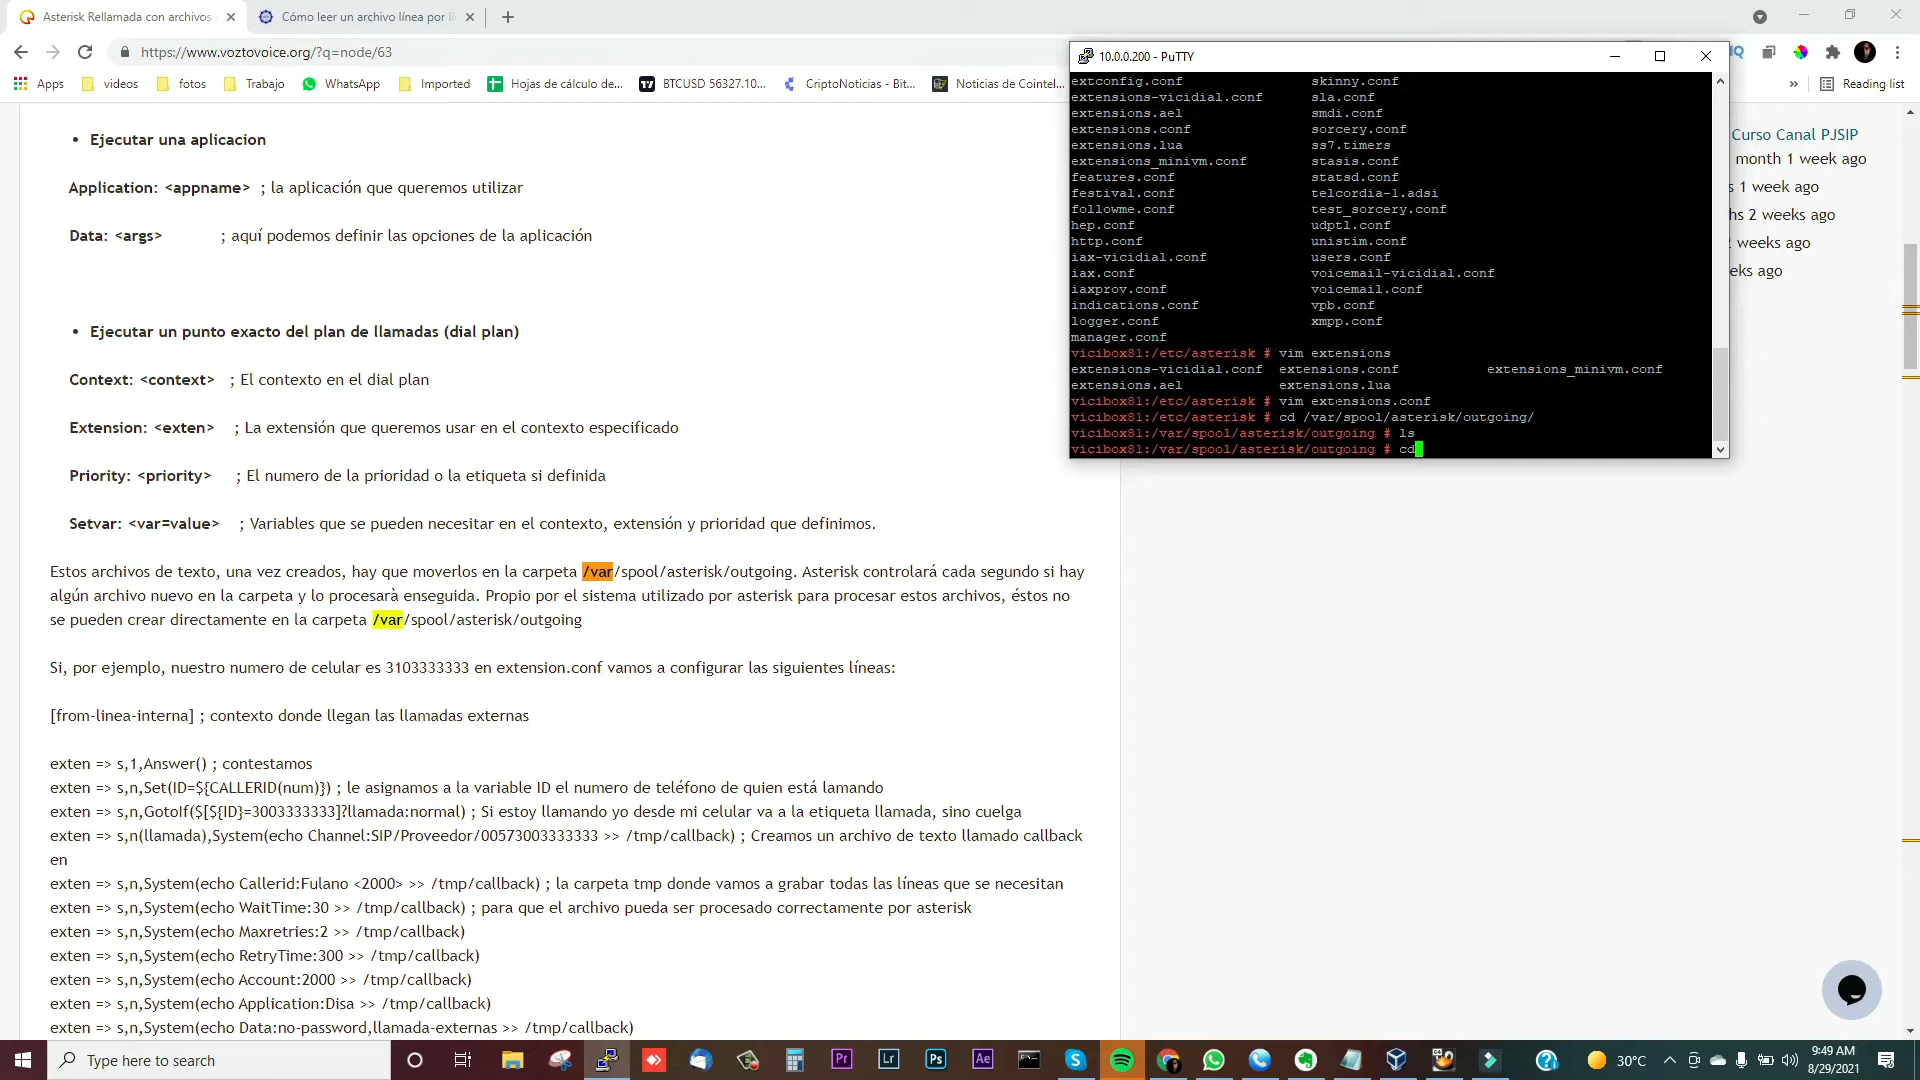 Asterisk Rellamada con archivos
Cómo leer un archivo línea por lí
https://www.voztovoice.org/?q=node/63
Apps
videos
fotos
Trabajo
WhatsApp
Imported
Hojas de cálculo de...
BTCUSD 56327.10...
CriptoNoticias - Bit...
Noticias de Cointel...
»
Reading list
• Ejecutar una aplicacion
Application: <appname> ; la aplicación que queremos utilizar
Data: <args> ; aquí podemos definir las opciones de la aplicación
• Ejecutar un punto exacto del plan de llamadas (dial plan)
Context: <context> ; El contexto en el dial plan
Extension: <exten> ; La extensión que queremos usar en el contexto especificado
Priority: <priority> ; El numero de la prioridad o la etiqueta si definida
Setvar: <var=value> ; Variables que se pueden necesitar en el contexto, extensión y prioridad que definimos.
Estos archivos de texto, una vez creados, hay que moverlos en la carpeta /var/spool/asterisk/outgoing. Asterisk controlará cada segundo si hay
algún archivo nuevo en la carpeta y lo procesarà enseguida. Propio por el sistema utilizado por asterisk para procesar estos archivos, éstos no
se pueden crear directamente en la carpeta /var/spool/asterisk/outgoing
Si, por ejemplo, nuestro numero de celular es 3103333333 en extension.conf vamos a configurar las siguientes líneas:
[from-linea-interna] ; contexto donde llegan las llamadas externas
exten => s,1,Answer() ; contestamos
exten => s,n,Set(ID=${CALLERID(num)}) ; le asignamos a la variable ID el numero de teléfono de quien está lamando
exten => s,n,GotoIf($[${ID}=3003333333]?llamada:normal) ; Si estoy llamando yo desde mi celular va a la etiqueta llamada, sino cuelga
exten => s,n(llamada),System(echo Channel:SIP/Proveedor/00573003333333 >> /tmp/callback) ; Creamos un archivo de texto llamado callback
en
exten => s,n,System(echo Callerid:Fulano <2000> >> /tmp/callback) ; la carpeta tmp donde vamos a grabar todas las líneas que se necesitan
exten => s,n,System(echo WaitTime:30 >> /tmp/callback) ; para que el archivo pueda ser procesado correctamente por asterisk
exten => s,n,System(echo Maxretries:2 >> /tmp/callback)
exten => s,n,System(echo RetryTime:300 >> /tmp/callback)
exten => s,n,System(echo Account:2000 >> /tmp/callback)
exten => s,n,System(echo Application:Disa >> /tmp/callback)
exten => s,n,System(echo Data:no-password,llamada-externas >> /tmp/callback)
10.0.0.200 - PuTTY
extconfig.conf skinny.conf
extensions-vicidial.conf sla.conf
extensions.ael smdi.conf
extensions.conf sorcery.conf
extensions.lua ss7.timers
extensions_minivm.conf stasis.conf
features.conf statsd.conf
festival.conf telcordia-1.adsi
followme.conf test_sorcery.conf
hep.conf udptl.conf
http.conf unistim.conf
iax-vicidial.conf users.conf
iax.conf voicemail-vicidial.conf
iaxprov.conf voicemail.conf
indications.conf vpb.conf
logger.conf xmpp.conf
manager.conf
vicibox81:/etc/asterisk # vim extensions
extensions-vicidial.conf extensions.conf extensions_minivm.conf
extensions.ael extensions.lua
vicibox81:/etc/asterisk # vim extensions.conf
vicibox81:/etc/asterisk # cd /var/spool/asterisk/outgoing/
vicibox81:/var/spool/asterisk/outgoing # ls
vicibox81:/var/spool/asterisk/outgoing # cd
Curso Canal PJSIP
month 1 week ago
s 1 week ago
hs 2 weeks ago
2 weeks ago
eks ago
Type here to search
Pr
Lr
Ps
Ae
30°C
9:49 AM
8/29/2021